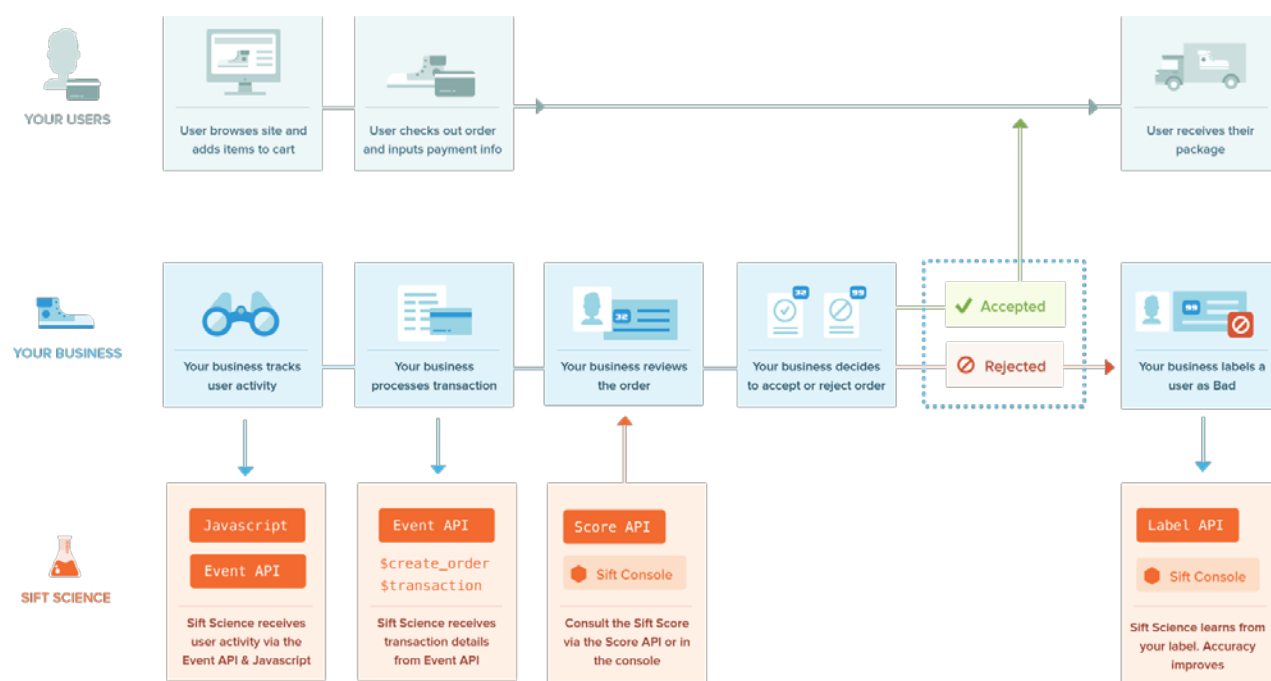 YOUR USERS
User browses site and
adds items to cart
User checks out order
and inputs payment info
User receives their
package
YOUR BUSINESS
Your business tracks
user activity
Your business
processes transaction
32
Your business reviews
the order
32
99
Your business decides
to accept or reject order
Accepted
Rejected
99
Your business labels a
user as Bad
SIFT SCIENCE
Javascript
Event API
Sift Science receives
user activity via the
Event API & Javascript
Event API
$create_order
$transaction
Sift Science receives
transaction details
from Event API
Score API
Sift Console
Consult the Sift Score
via the Score API or in
the console
Label API
Sift Console
Sift Science learns from
your label. Accuracy
improves